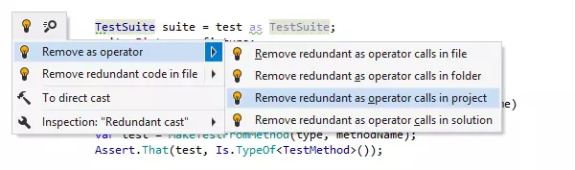 TestSuite suite = test as TestSuite;
Remove as operator
Remove redundant code in file
To direct cast
Inspection: "Redundant cast"
Remove redundant as operator calls in file
Remove redundant as operator calls in folder
Remove redundant as operator calls in project
Remove redundant as operator calls in solution
var test = MakeTestFromMethod(type, methodName);
Assert.That(test, Is.TypeOf<TestMethod>());